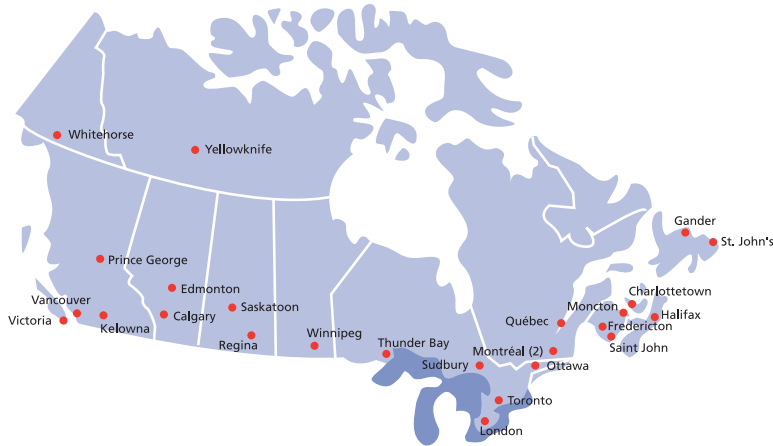 Whitehorse
Yellowknife
Gander
St. John's
Prince George
Edmonton
Charlottetown
Vancouver
Saskatoon
Moncton
Victoria
Kelowna
Calgary
Halifax
Québec
Fredericton
Regina
Winnipeg
Thunder Bay
Montréal (2)
Saint John
Sudbury
Ottawa
Toronto
London